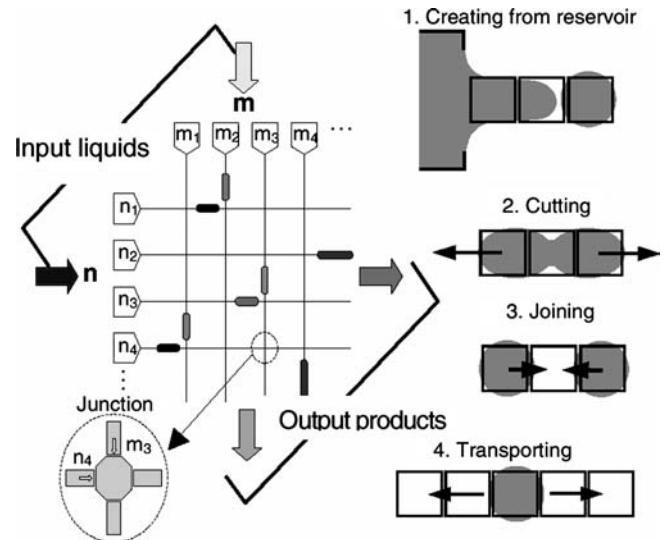 1. Creating from reservoir
m
Input liquids
m1 m2 m3 m4 ...
n1
n2
n
n3
n4
⋮
Junction
n4
m3
Output products
2. Cutting
3. Joining
4. Transporting